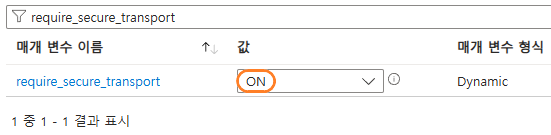 require_secure_transport
매개 변수 이름 ↑↓ 값 매개 변수 형식
require_secure_transport ON Dynamic
1 중 1 - 1 결과 표시